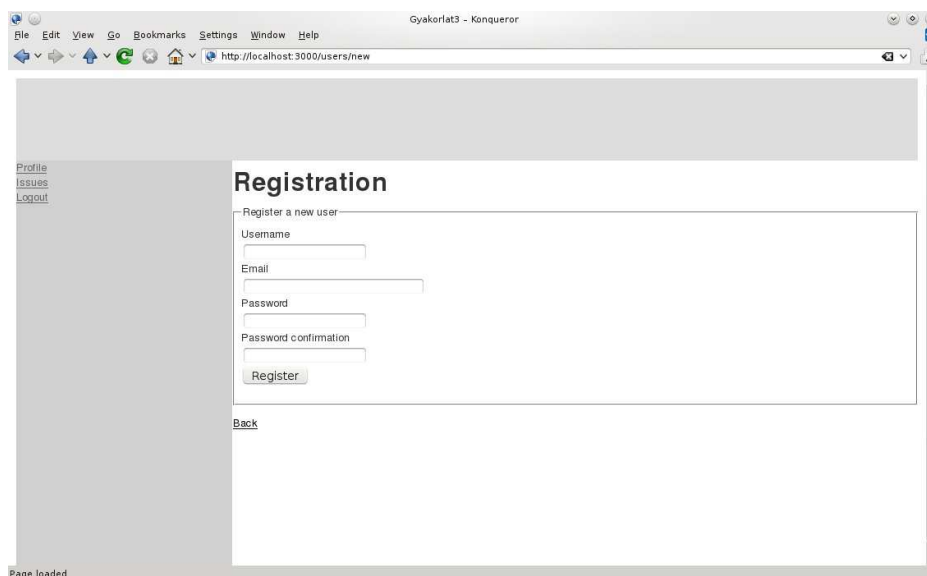 Gyakorlat3 - Konqueror
File Edit View Go Bookmarks Settings Window Help
http://localhost:3000/users/new
Profile
Issues
Logout
Registration
Register a new user
Username
Email
Password
Password confirmation
Register
Back
Page loaded